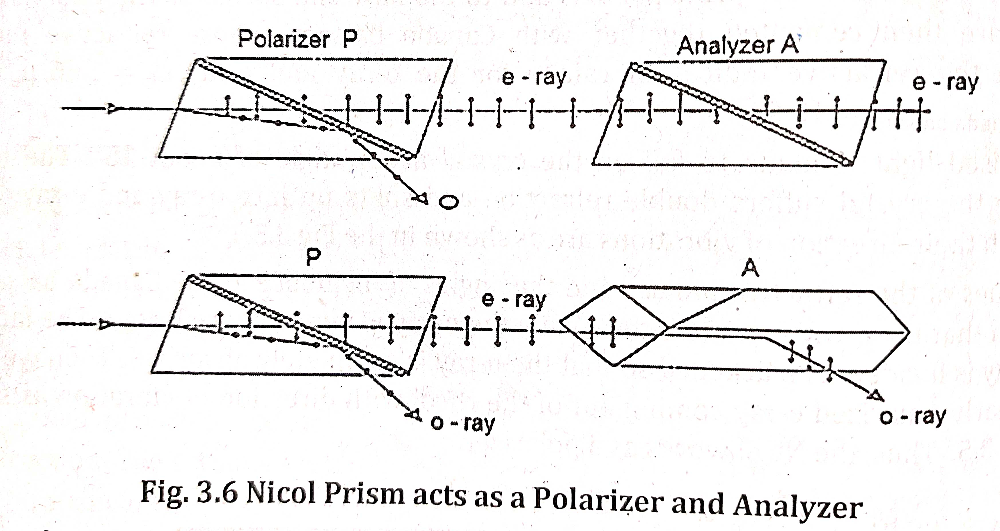 Polarizer P
Analyzer A
e - ray
e - ray
O
P
A
e - ray
o - ray
o - ray
Fig. 3.6 Nicol Prism acts as a Polarizer and Analyzer